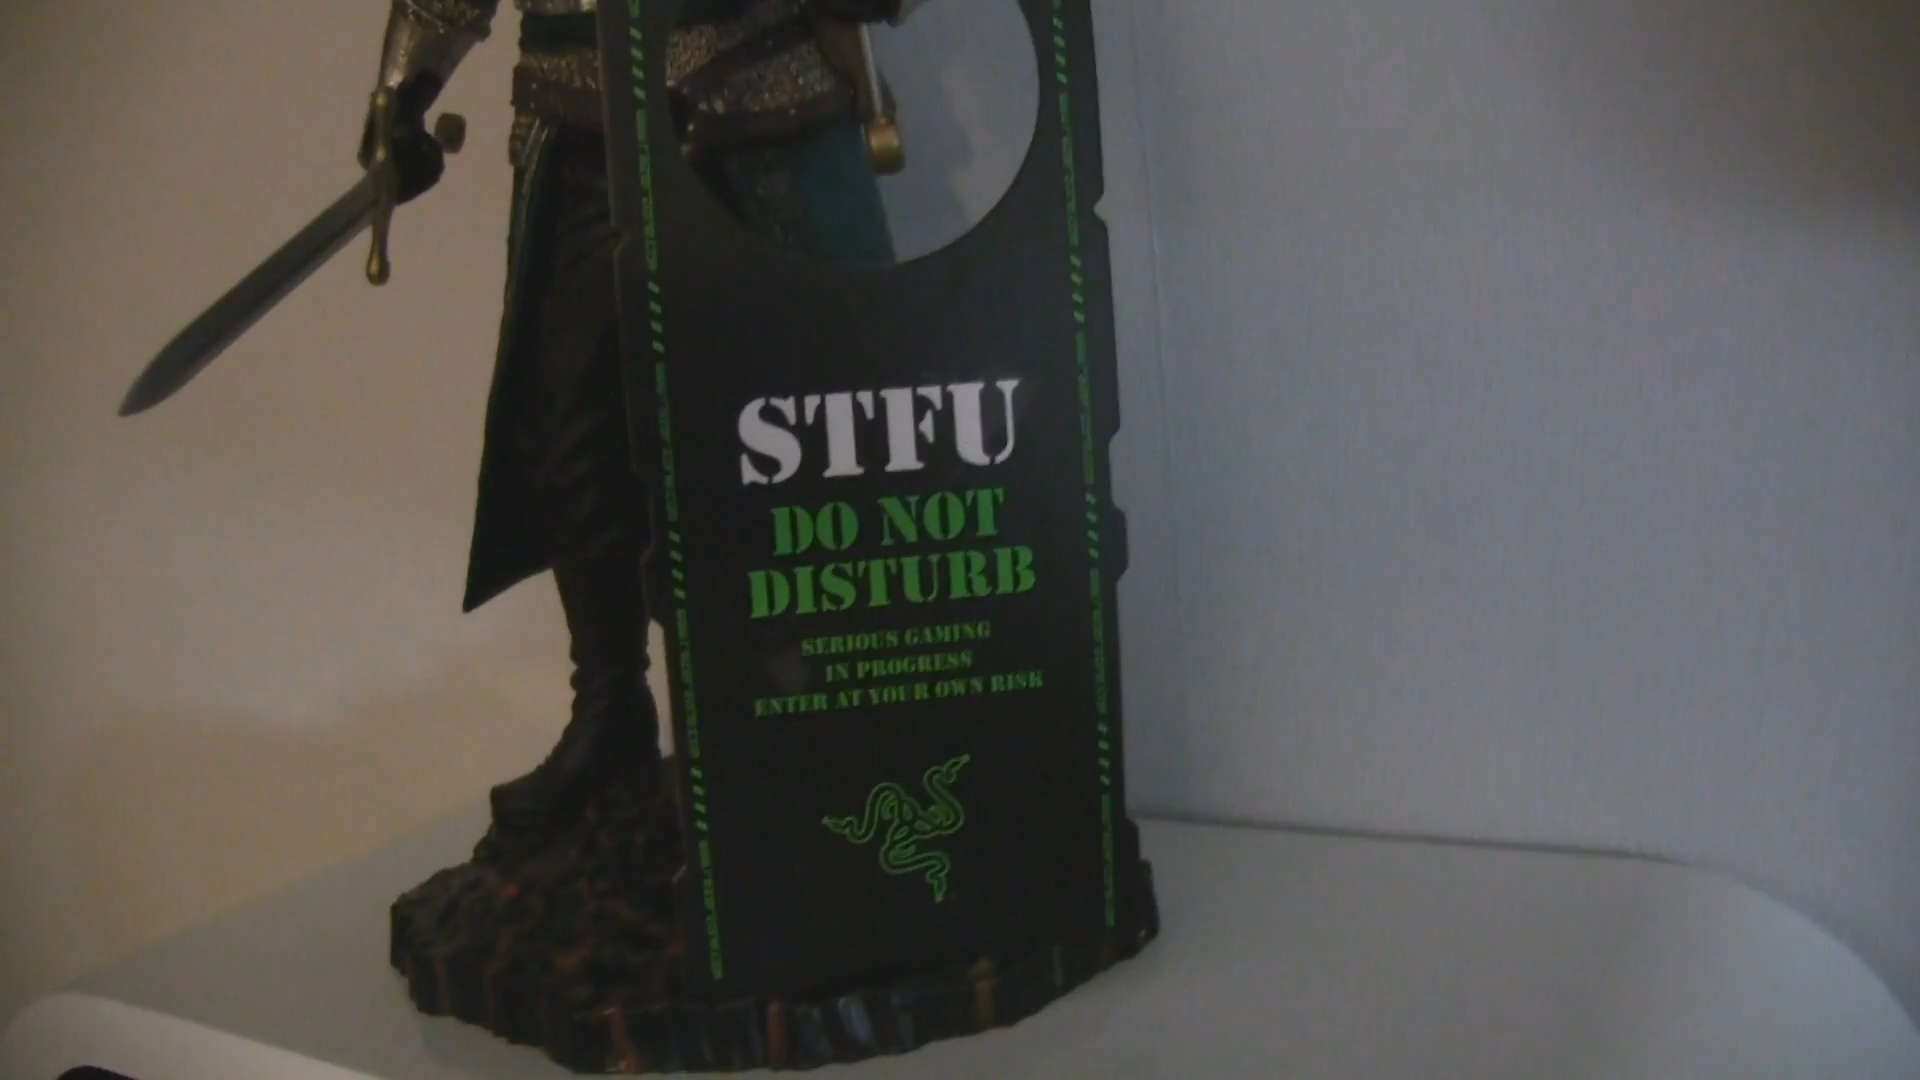 STFU
DO NOT
DISTURB
SERIOUS GAMING
IN PROGRESS
ENTER AT YOUR OWN RISK